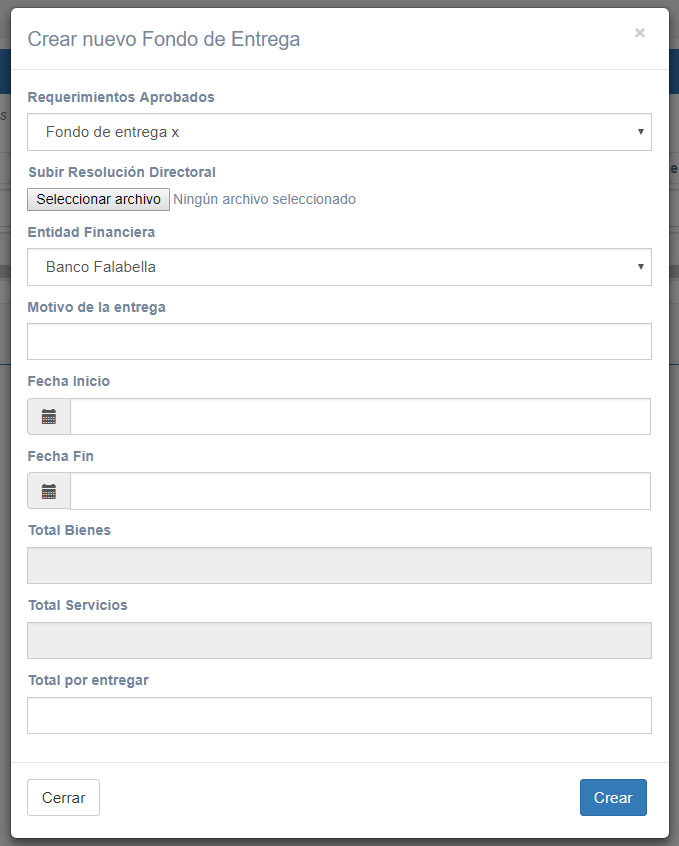 Crear nuevo Fondo de Entrega ×
Requerimientos Aprobados
Fondo de entrega x
Subir Resolución Directoral
Seleccionar archivo Ningún archivo seleccionado
Entidad Financiera
Banco Falabella
Motivo de la entrega
Fecha Inicio
Fecha Fin
Total Bienes
Total Servicios
Total por entregar
Cerrar Crear